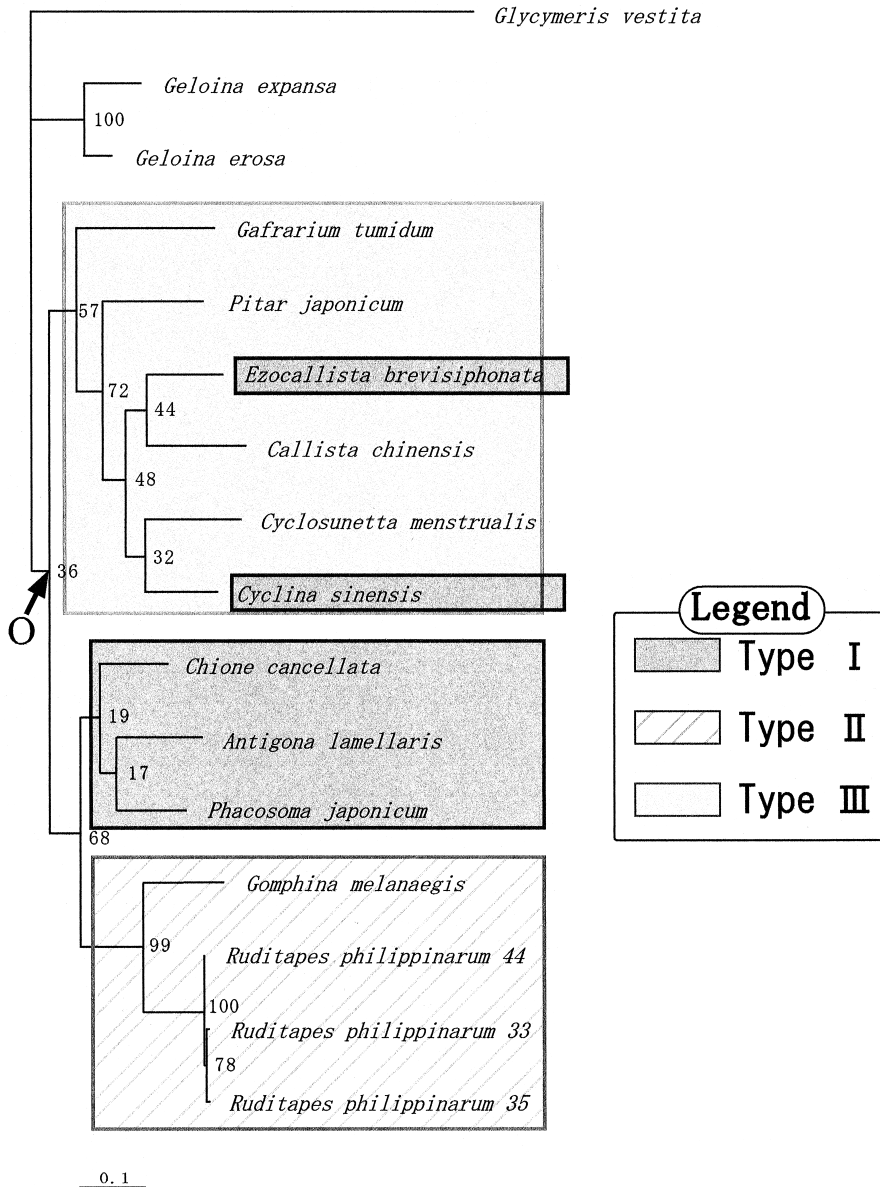 Glycymeris vestita
Geloina expansa
100
Geloina erosa
Gafrarium tumidum
Pitar japonicum
57
Ezocallista brevisiphonata
72
44
Callista chinensis
48
Cyclosunetta menstrualis
32
36
Cyclina sinensis
O
Legend
Type I
Type II
Type III
Chione cancellata
19
Antigona lamellaris
17
Phacosoma japonicum
68
Gomphina melanaegis
99
Ruditapes philippinarum 44
100
Ruditapes philippinarum 33
78
Ruditapes philippinarum 35
0.1